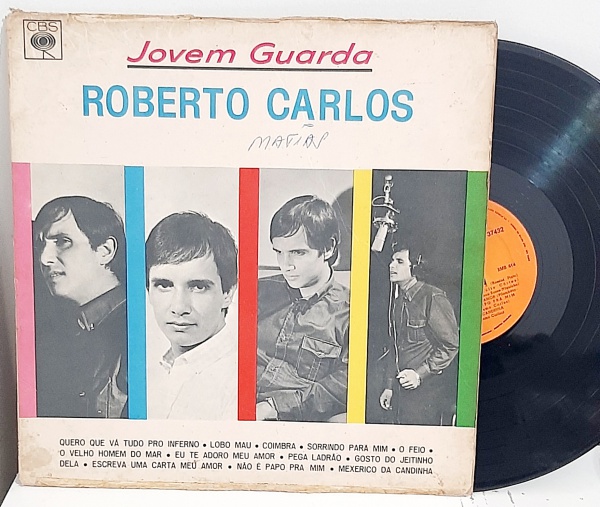 CBS
Jovem Guarda
ROBERTO CARLOS
MATIAS
37432
QUERO QUE VÁ TUDO PRO INFERNO • LOBO MAU • COIMBRA • SORRINDO PARA MIM • O FEIO •
O VELHO HOMEM DO MAR • EU TE ADORO MEU AMOR • PEGA LADRÃO • GOSTO DO JEITINHO
DELA • ESCREVA UMA CARTA MEU AMOR • NÃO É PAPO PRA MIM • MEXERICO DA CANDINHA